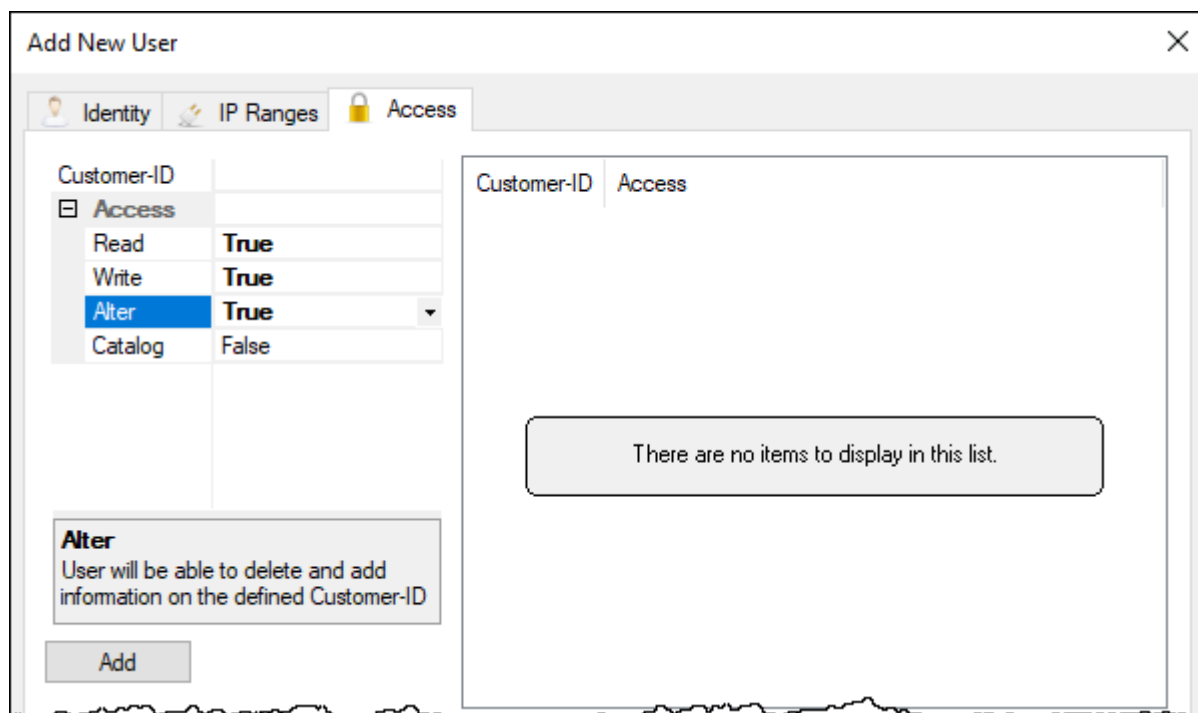 Add New User
Identity IP Ranges Access
Customer-ID
Access
Read True
Write True
Alter True
Catalog False
Customer-ID Access
There are no items to display in this list.
Alter
User will be able to delete and add
information on the defined Customer-ID
Add